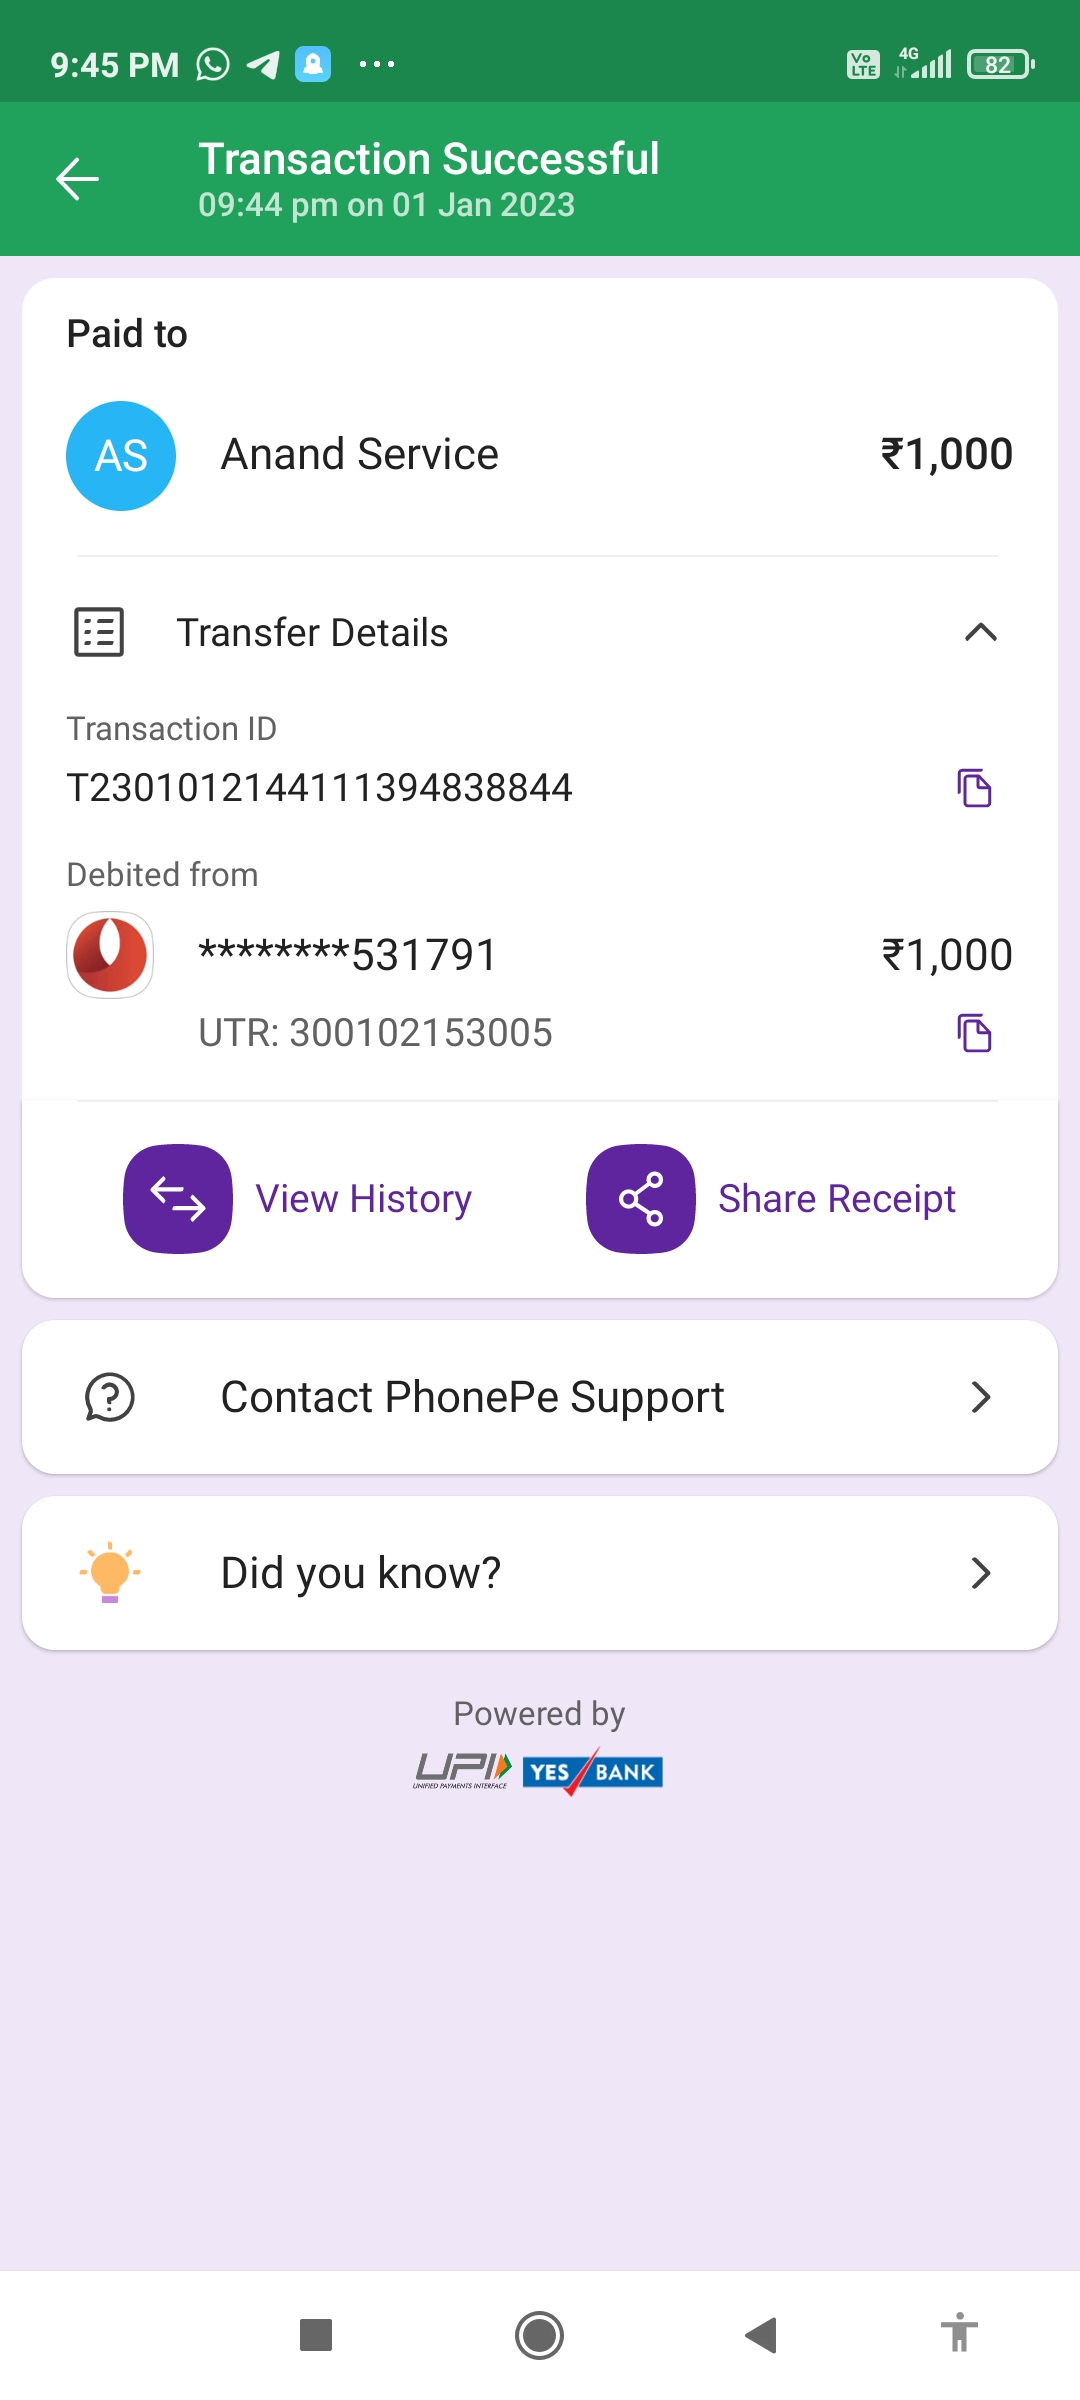 9:45 PM
Vo LTE 4G 82
Transaction Successful
09:44 pm on 01 Jan 2023
Paid to
AS Anand Service ₹1,000
Transfer Details
Transaction ID
T2301012144111394838844
Debited from
********531791 ₹1,000
UTR: 300102153005
View History Share Receipt
Contact PhonePe Support
Did you know?
Powered by
UPI YES BANK
UNIFIED PAYMENTS INTERFACE